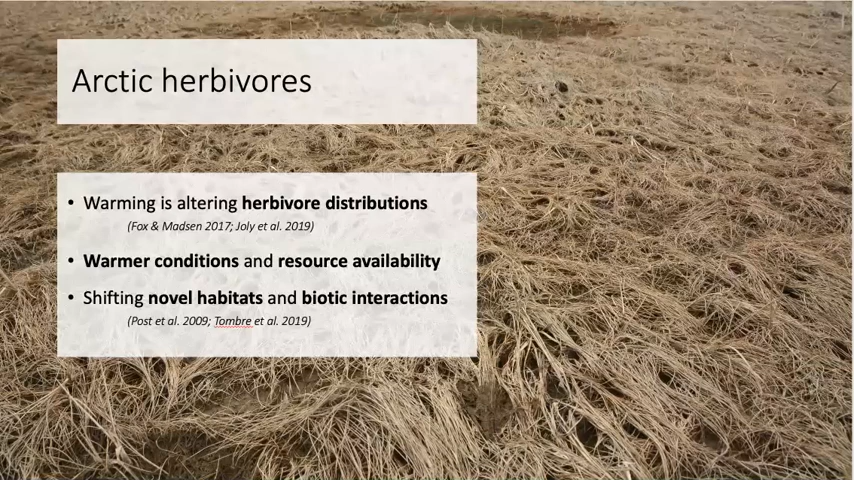 Arctic herbivores
• Warming is altering herbivore distributions
(Fox & Madsen 2017; Joly et al. 2019)
• Warmer conditions and resource availability
• Shifting novel habitats and biotic interactions
(Post et al. 2009; Tombre et al. 2019)